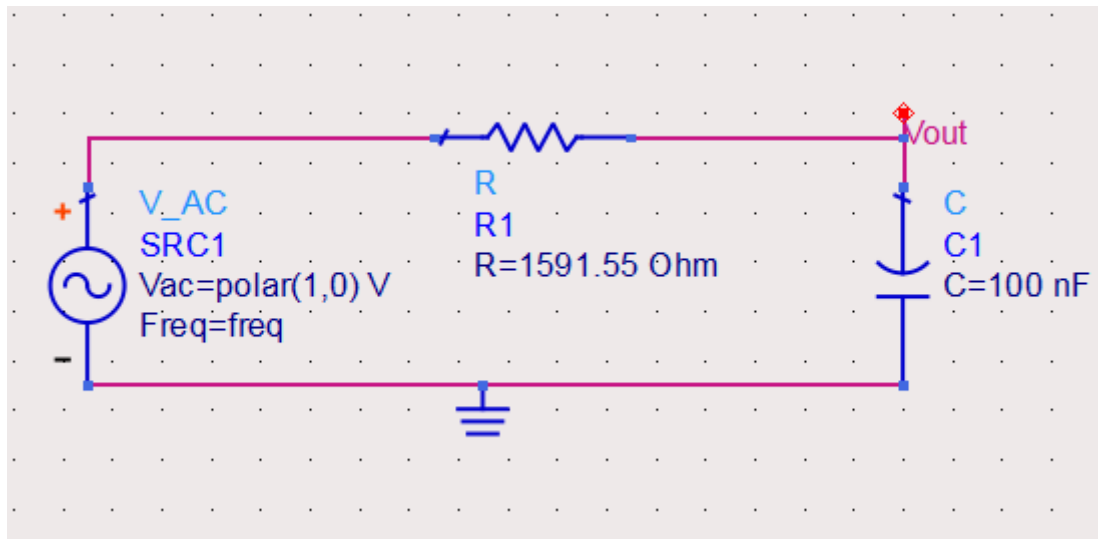 Vout
V_AC
SRC1
Vac=polar(1,0) V
Freq=freq
R
R1
R=1591.55 Ohm
C
C1
C=100 nF
+
-